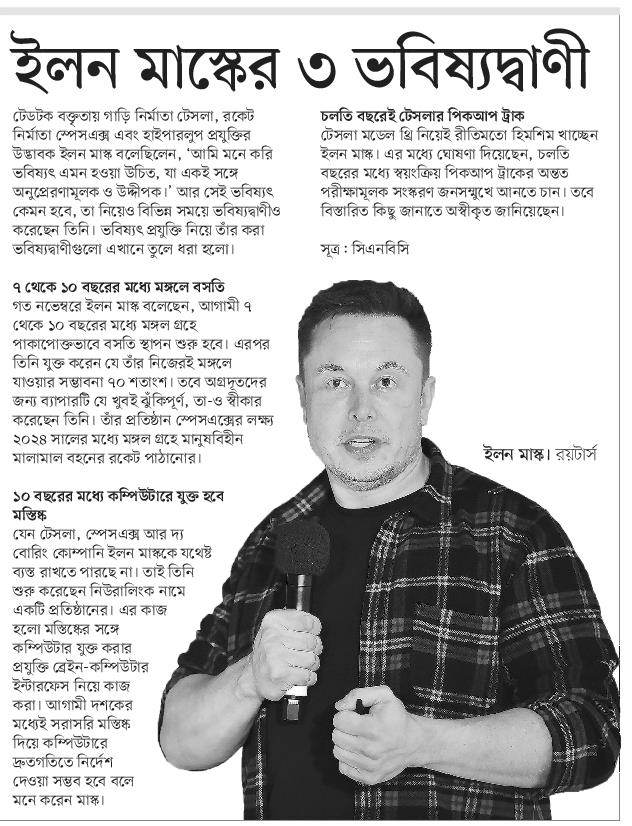 ইলন মাস্কের ৩ ভবিষ্যদ্বাণী
টেডটক বক্তৃতায় গাড়ি নির্মাতা টেসলা, রকেট
নির্মাতা স্পেসএক্স এবং হাইপারলুপ প্রযুক্তির
উদ্ভাবক ইলন মাস্ক বলেছিলেন, ‘আমি মনে করি
ভবিষ্যৎ এমন হওয়া উচিত, যা একই সঙ্গে
অনুপ্রেরণামূলক ও উদ্দীপক।’ আর সেই ভবিষ্যৎ
কেমন হবে, তা নিয়েও বিভিন্ন সময়ে ভবিষ্যদ্বাণীও
করেছেন তিনি। ভবিষ্যৎ প্রযুক্তি নিয়ে তাঁর করা
ভবিষ্যদ্বাণীগুলো এখানে তুলে ধরা হলো।
৭ থেকে ১০ বছরের মধ্যে মঙ্গলে বসতি
গত নভেম্বরে ইলন মাস্ক বলেছেন, আগামী ৭
থেকে ১০ বছরের মধ্যে মঙ্গল গ্রহে
পাকাপোক্তভাবে বসতি স্থাপন শুরু হবে। এরপর
তিনি যুক্ত করেন যে তাঁর নিজেরই মঙ্গলে
যাওয়ার সম্ভাবনা ৭০ শতাংশ। তবে অগ্রদূতদের
জন্য ব্যাপারটি যে খুবই ঝুঁকিপূর্ণ, তা-ও স্বীকার
করেছেন তিনি। তাঁর প্রতিষ্ঠান স্পেসএক্সের লক্ষ্য
২০২৪ সালের মধ্যে মঙ্গল গ্রহে মানুষবিহীন
মালামাল বহনের রকেট পাঠানোর।
১০ বছরের মধ্যে কম্পিউটারে যুক্ত হবে
মস্তিষ্ক
যেন টেসলা, স্পেসএক্স আর দ্য
বোরিং কোম্পানি ইলন মাস্ককে যথেষ্ট
ব্যস্ত রাখতে পারছে না। তাই তিনি
শুরু করেছেন নিউরালিংক নামে
একটি প্রতিষ্ঠানের। এর কাজ
হলো মস্তিষ্কের সঙ্গে
কম্পিউটার যুক্ত করার
প্রযুক্তি ব্রেইন-কম্পিউটার
ইন্টারফেস নিয়ে কাজ
করা। আগামী দশকের
মধ্যেই সরাসরি মস্তিষ্ক
দিয়ে কম্পিউটারে
দ্রুতগতিতে নির্দেশ
দেওয়া সম্ভব হবে বলে
মনে করেন মাস্ক।
চলতি বছরেই টেসলার পিকআপ ট্রাক
টেসলা মডেল থ্রি নিয়েই রীতিমতো হিমশিম খাচ্ছেন
ইলন মাস্ক। এর মধ্যে ঘোষণা দিয়েছেন, চলতি
বছরের মধ্যে স্বয়ংক্রিয় পিকআপ ট্রাকের অন্তত
পরীক্ষামূলক সংস্করণ জনসম্মুখে আনতে চান। তবে
বিস্তারিত কিছু জানাতে অস্বীকৃত জানিয়েছেন।
সূত্র : সিএনবিসি
ইলন মাস্ক। রয়টার্স